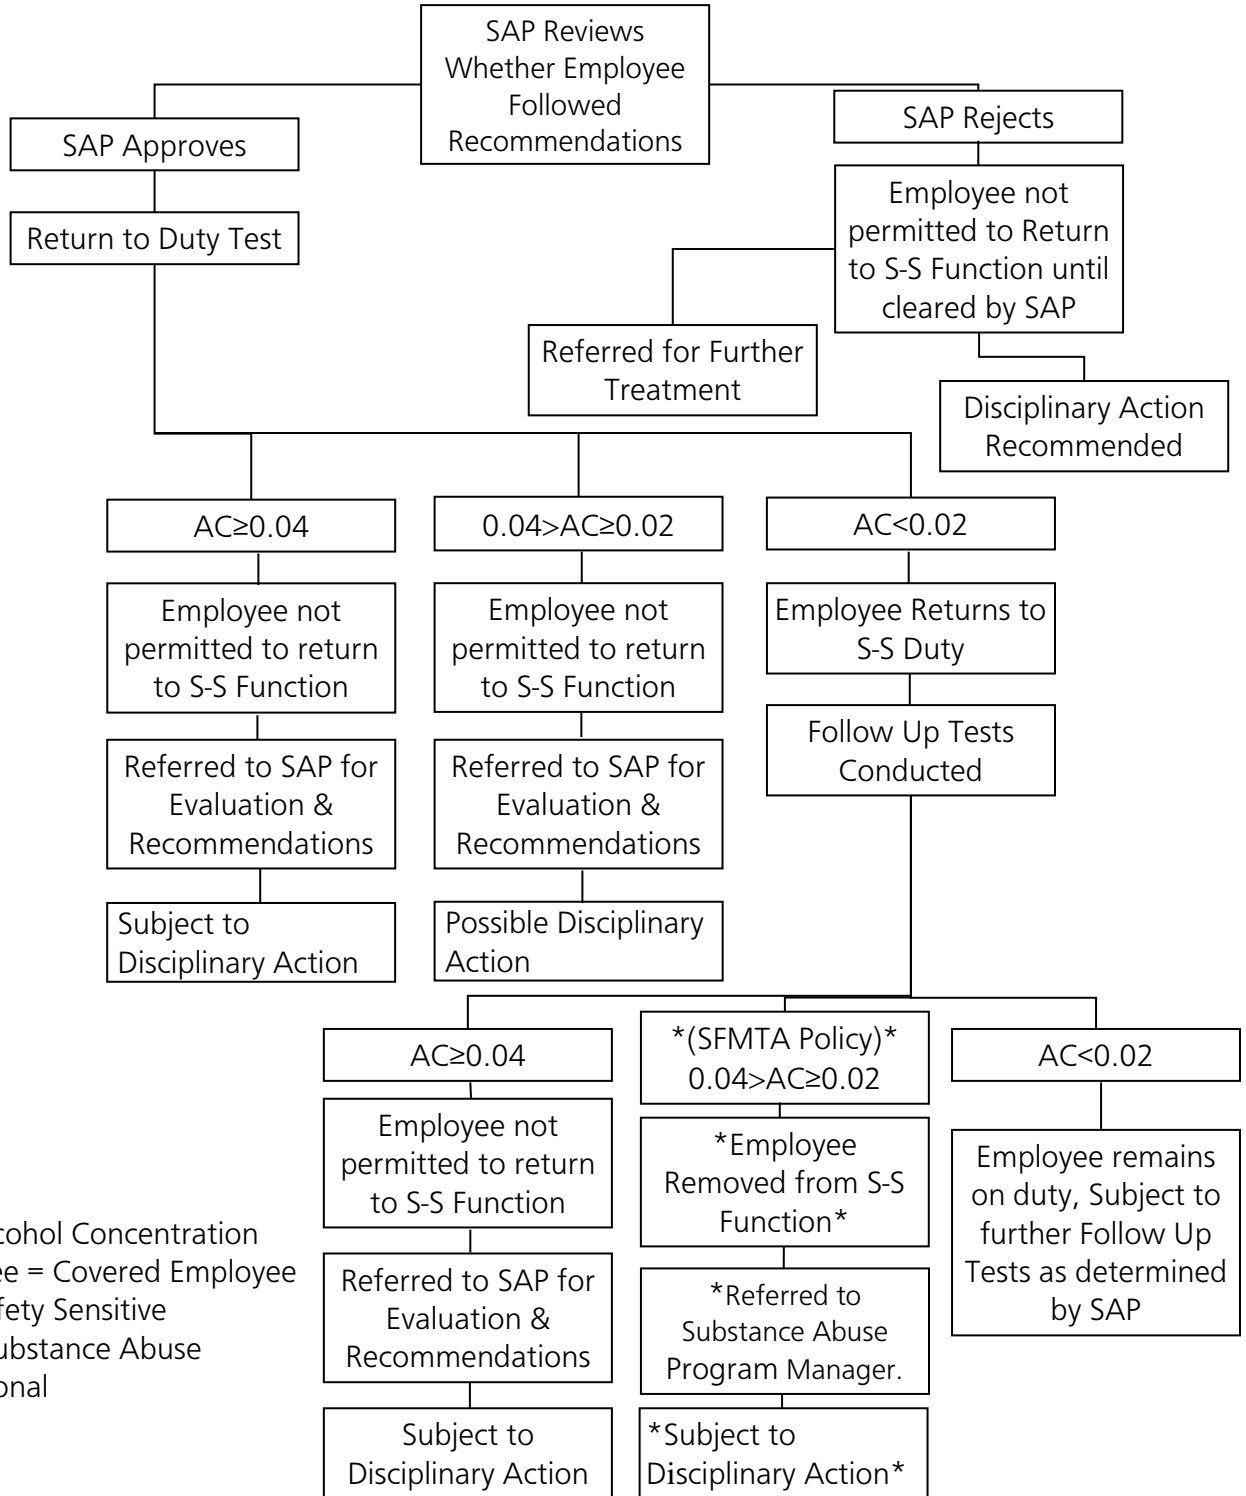 SAP Reviews
Whether Employee
Followed
Recommendations
SAP Approves
SAP Rejects
Return to Duty Test
Employee not
permitted to Return
to S-S Function until
cleared by SAP
Referred for Further
Treatment
Disciplinary Action
Recommended
AC≥0.04
Employee not
permitted to return
to S-S Function
Referred to SAP for
Evaluation &
Recommendations
Subject to
Disciplinary Action
0.04>AC≥0.02
Employee not
permitted to return
to S-S Function
Referred to SAP for
Evaluation &
Recommendations
Possible Disciplinary
Action
AC<0.02
Employee Returns to
S-S Duty
Follow Up Tests
Conducted
AC≥0.04
Employee not
permitted to return
to S-S Function
Referred to SAP for
Evaluation &
Recommendations
Subject to
Disciplinary Action
*(SFMTA Policy)*
0.04>AC≥0.02
*Employee
Removed from S-S
Function*
*Referred to
Substance Abuse
Program Manager.
*Subject to
Disciplinary Action*
AC<0.02
Employee remains
on duty, Subject to
further Follow Up
Tests as determined
by SAP
Concentration
= Covered Employee
Sensitive
Abuse